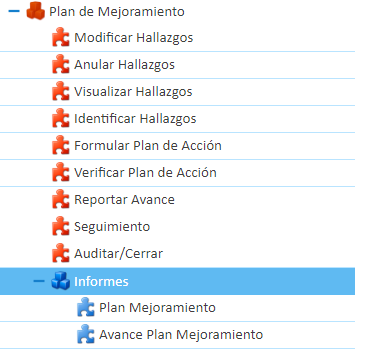 Plan de Mejoramiento
Modificar Hallazgos
Anular Hallazgos
Visualizar Hallazgos
Identificar Hallazgos
Formular Plan de Acción
Verificar Plan de Acción
Reportar Avance
Seguimiento
Auditar/Cerrar
Informes
Plan Mejoramiento
Avance Plan Mejoramiento